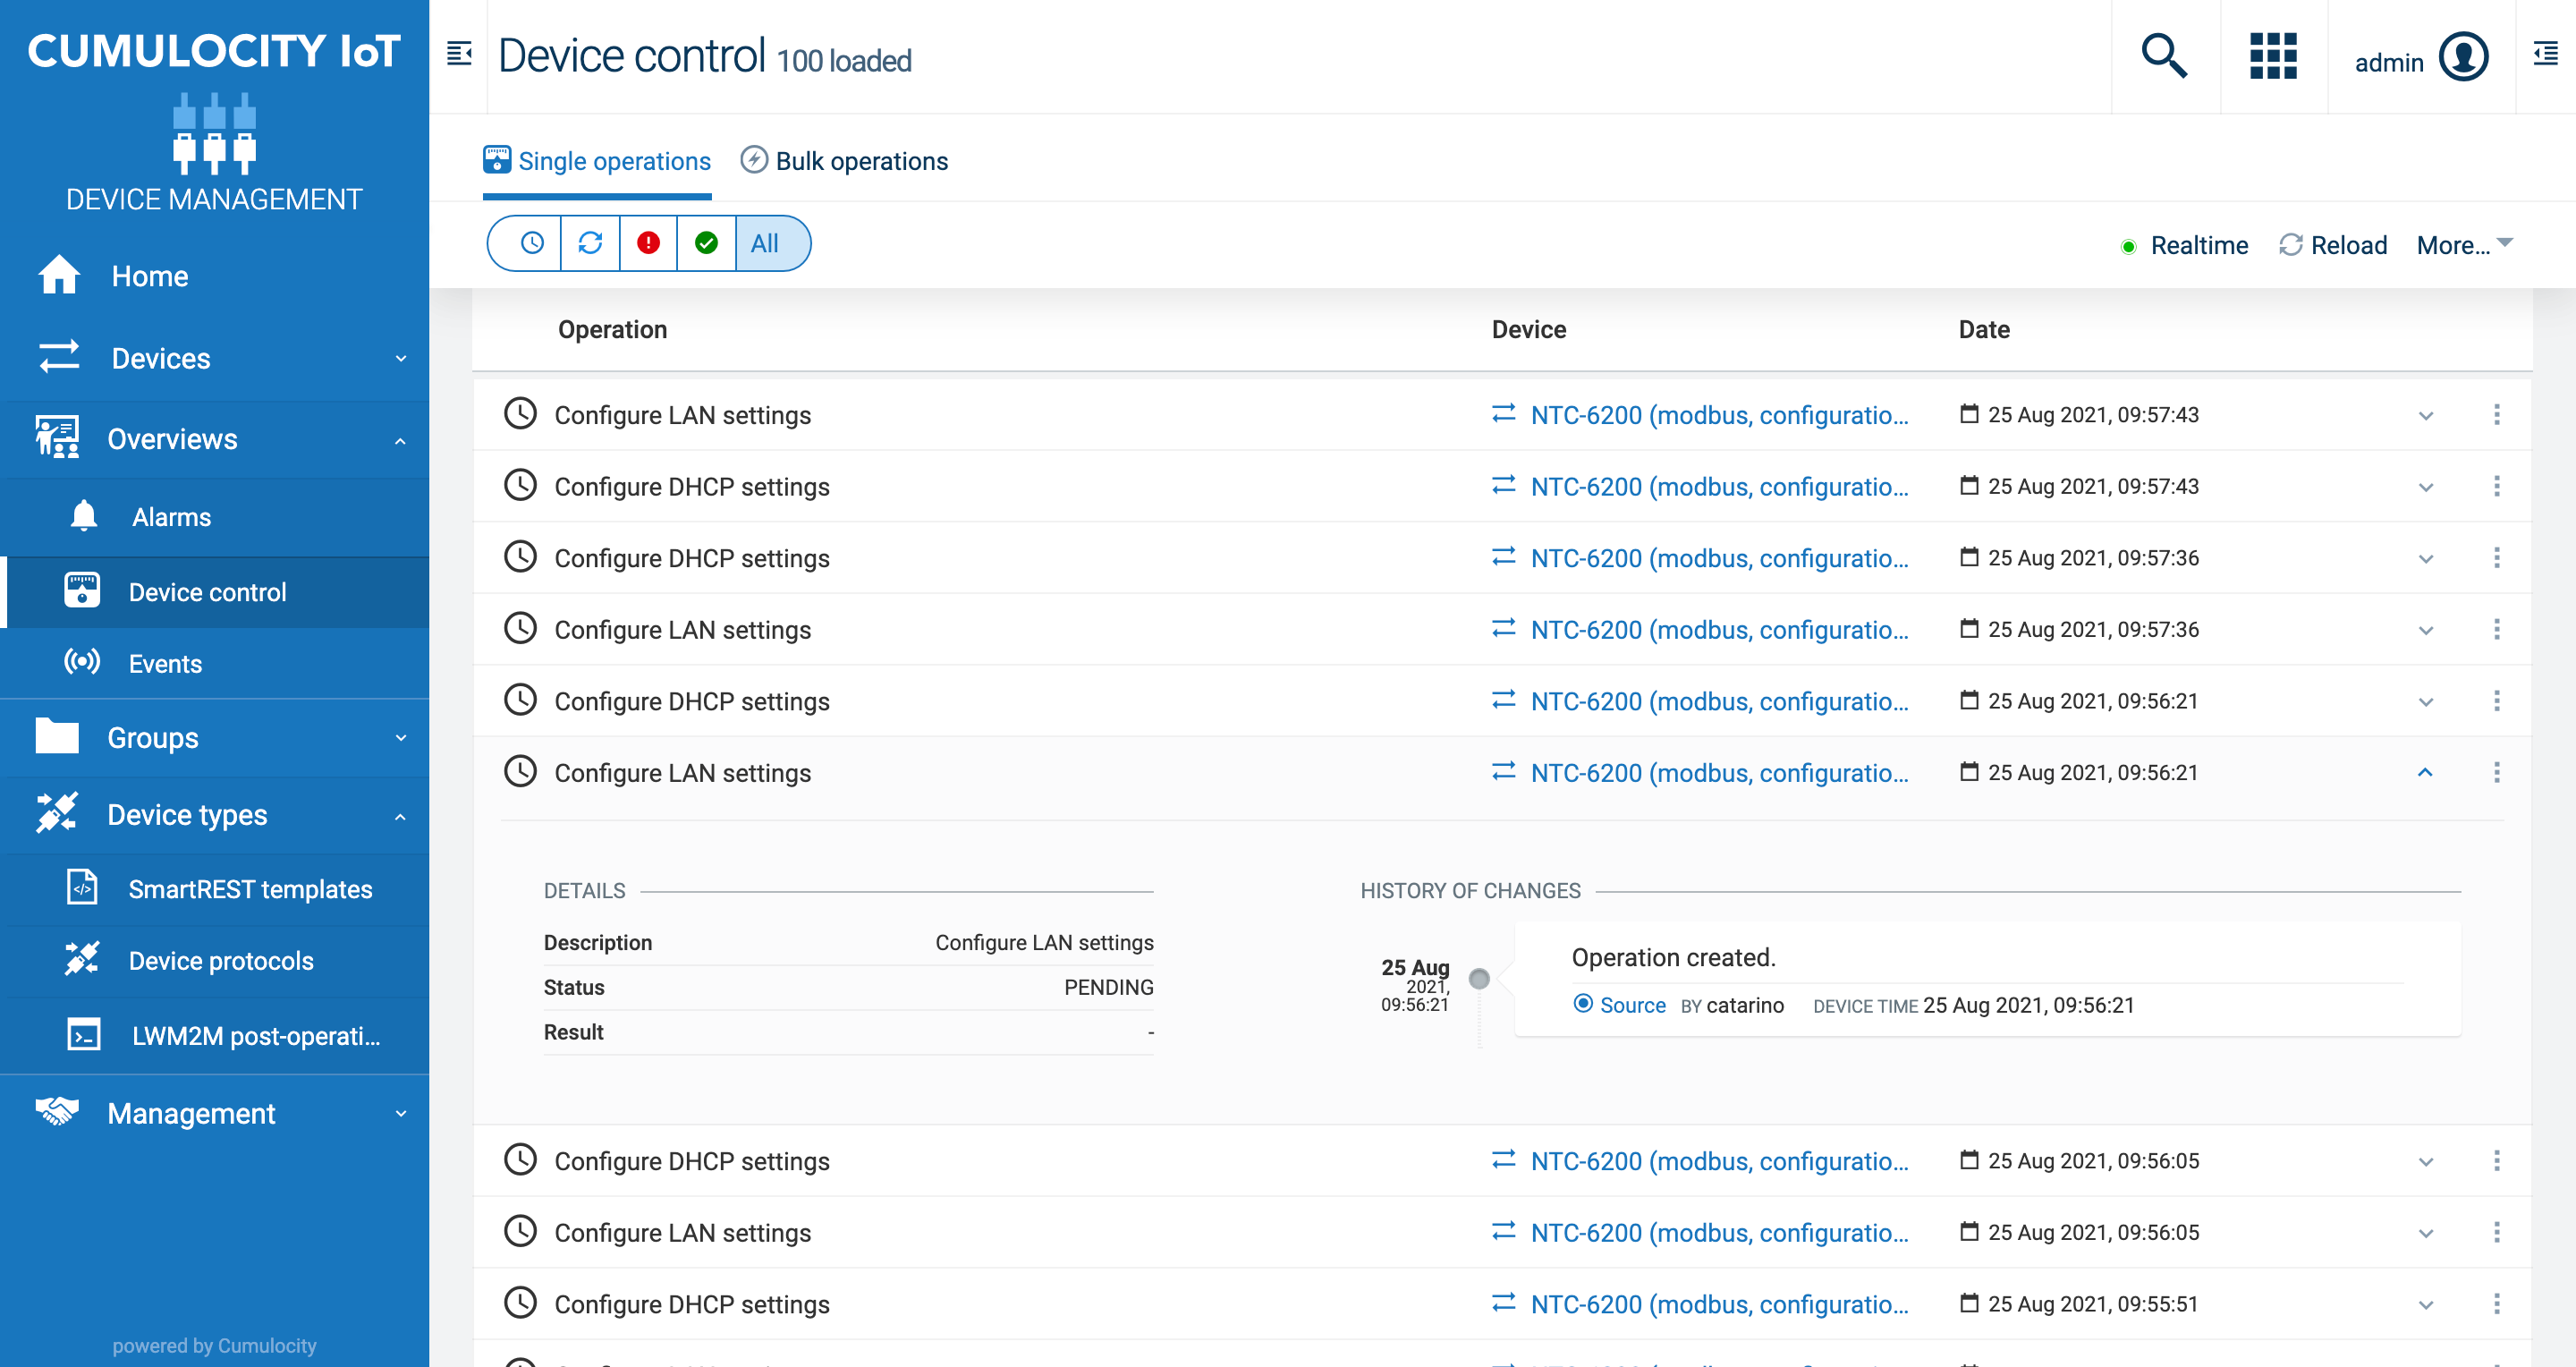 CUMULOCITY IoT
DEVICE MANAGEMENT
Home
Devices
Overviews
Alarms
Device control
Events
Groups
Device types
SmartREST templates
Device protocols
LWM2M post-operati...
Management
powered by Cumulocity
Device control 100 loaded
admin
Single operations Bulk operations
All
Realtime Reload More...
Operation Device Date
Configure LAN settings NTC-6200 (modbus, configuratio... 25 Aug 2021, 09:57:43
Configure DHCP settings NTC-6200 (modbus, configuratio... 25 Aug 2021, 09:57:43
Configure DHCP settings NTC-6200 (modbus, configuratio... 25 Aug 2021, 09:57:36
Configure LAN settings NTC-6200 (modbus, configuratio... 25 Aug 2021, 09:57:36
Configure DHCP settings NTC-6200 (modbus, configuratio... 25 Aug 2021, 09:56:21
Configure LAN settings NTC-6200 (modbus, configuratio... 25 Aug 2021, 09:56:21
DETAILS
Description Configure LAN settings
Status PENDING
Result -
HISTORY OF CHANGES
25 Aug
2021,
09:56:21
Operation created.
Source BY catarino DEVICE TIME 25 Aug 2021, 09:56:21
Configure DHCP settings NTC-6200 (modbus, configuratio... 25 Aug 2021, 09:56:05
Configure LAN settings NTC-6200 (modbus, configuratio... 25 Aug 2021, 09:56:05
Configure DHCP settings NTC-6200 (modbus, configuratio... 25 Aug 2021, 09:55:51